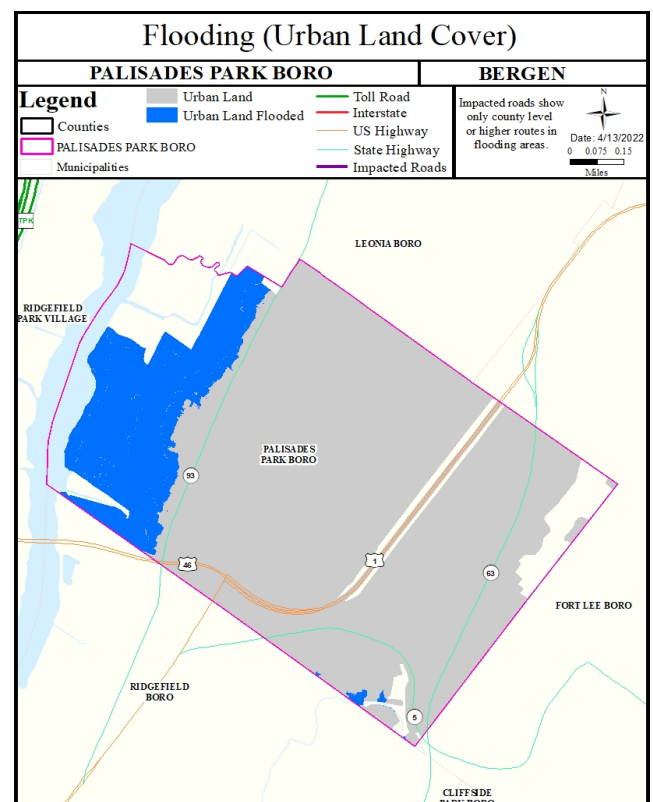 Flooding (Urban Land Cover)
PALISADES PARK BORO
BERGEN
Legend
Counties
PALISADES PARK BORO
Municipalities
Urban Land
Urban Land Flooded
Toll Road
Interstate
US Highway
State Highway
Impacted Roads
Impacted roads show
only county level
or higher routes in
flooding areas.
N
Date: 4/13/2022
0 0.075 0.15
Miles
TPK
LEONIA BORO
RIDGEFIELD
PARK VILLAGE
PALISADES
PARK BORO
93
46
1
63
FORT LEE BORO
RIDGEFIELD
BORO
5
CLIFFSIDE
PARK BORO